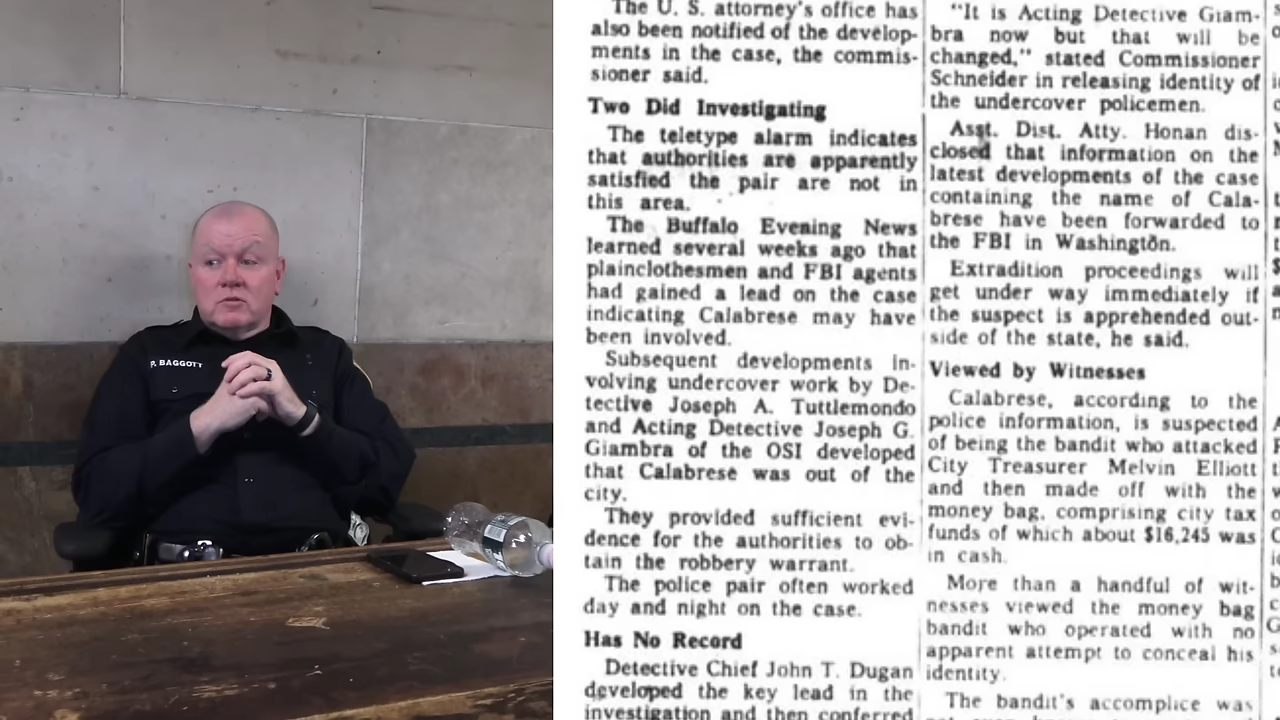 P. BAGGOTT
The U. S. attorney's office has
also been notified of the develop-
ments in the case, the commis-
sioner said.
Two Did Investigating
The teletype alarm indicates
that authorities are apparently
satisfied the pair are not in
this area.
The Buffalo Evening News
learned several weeks ago that
plainclothesmen and FBI agents
had gained a lead on the case
indicating Calabrese may have
been involved.
Subsequent developments in-
volving undercover work by De-
tective Joseph A. Tuttlemondo
and Acting Detective Joseph G.
Giambra of the OSI developed
that Calabrese was out of the
city.
They provided sufficient evi-
dence for the authorities to ob-
tain the robbery warrant.
The police pair often worked
day and night on the case.
Has No Record
Detective Chief John T. Dugan
developed the key lead in the
investigation and then conferred
"It is Acting Detective Giam-
bra now but that will be
changed," stated Commissioner
Schneider in releasing identity of
the undercover policemen.
Asst. Dist. Atty. Honan dis-
closed that information on the
latest developments of the case
containing the name of Cala-
brese have been forwarded to
the FBI in Washington.
Extradition proceedings will
get under way immediately if
the suspect is apprehended out-
side of the state, he said.
Viewed by Witnesses
Calabrese, according to the
police information, is suspected
of being the bandit who attacked
City Treasurer Melvin Elliott
and then made off with the
money bag, comprising city tax
funds of which about $16,245 was
in cash.
More than a handful of wit-
nesses viewed the money bag
bandit who operated with no
apparent attempt to conceal his
identity.
The bandit's accomplice was